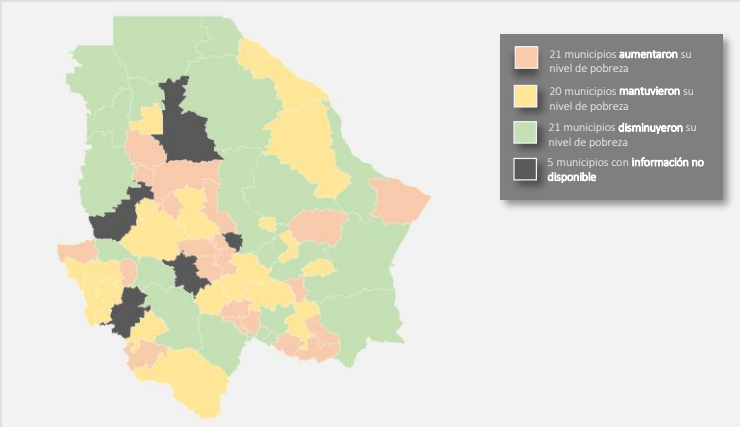 21 municipios aumentaron su
nivel de pobreza
20 municipios mantuvieron su
nivel de pobreza
21 municipios disminuyeron su
nivel de pobreza
5 municipios con información no
disponible